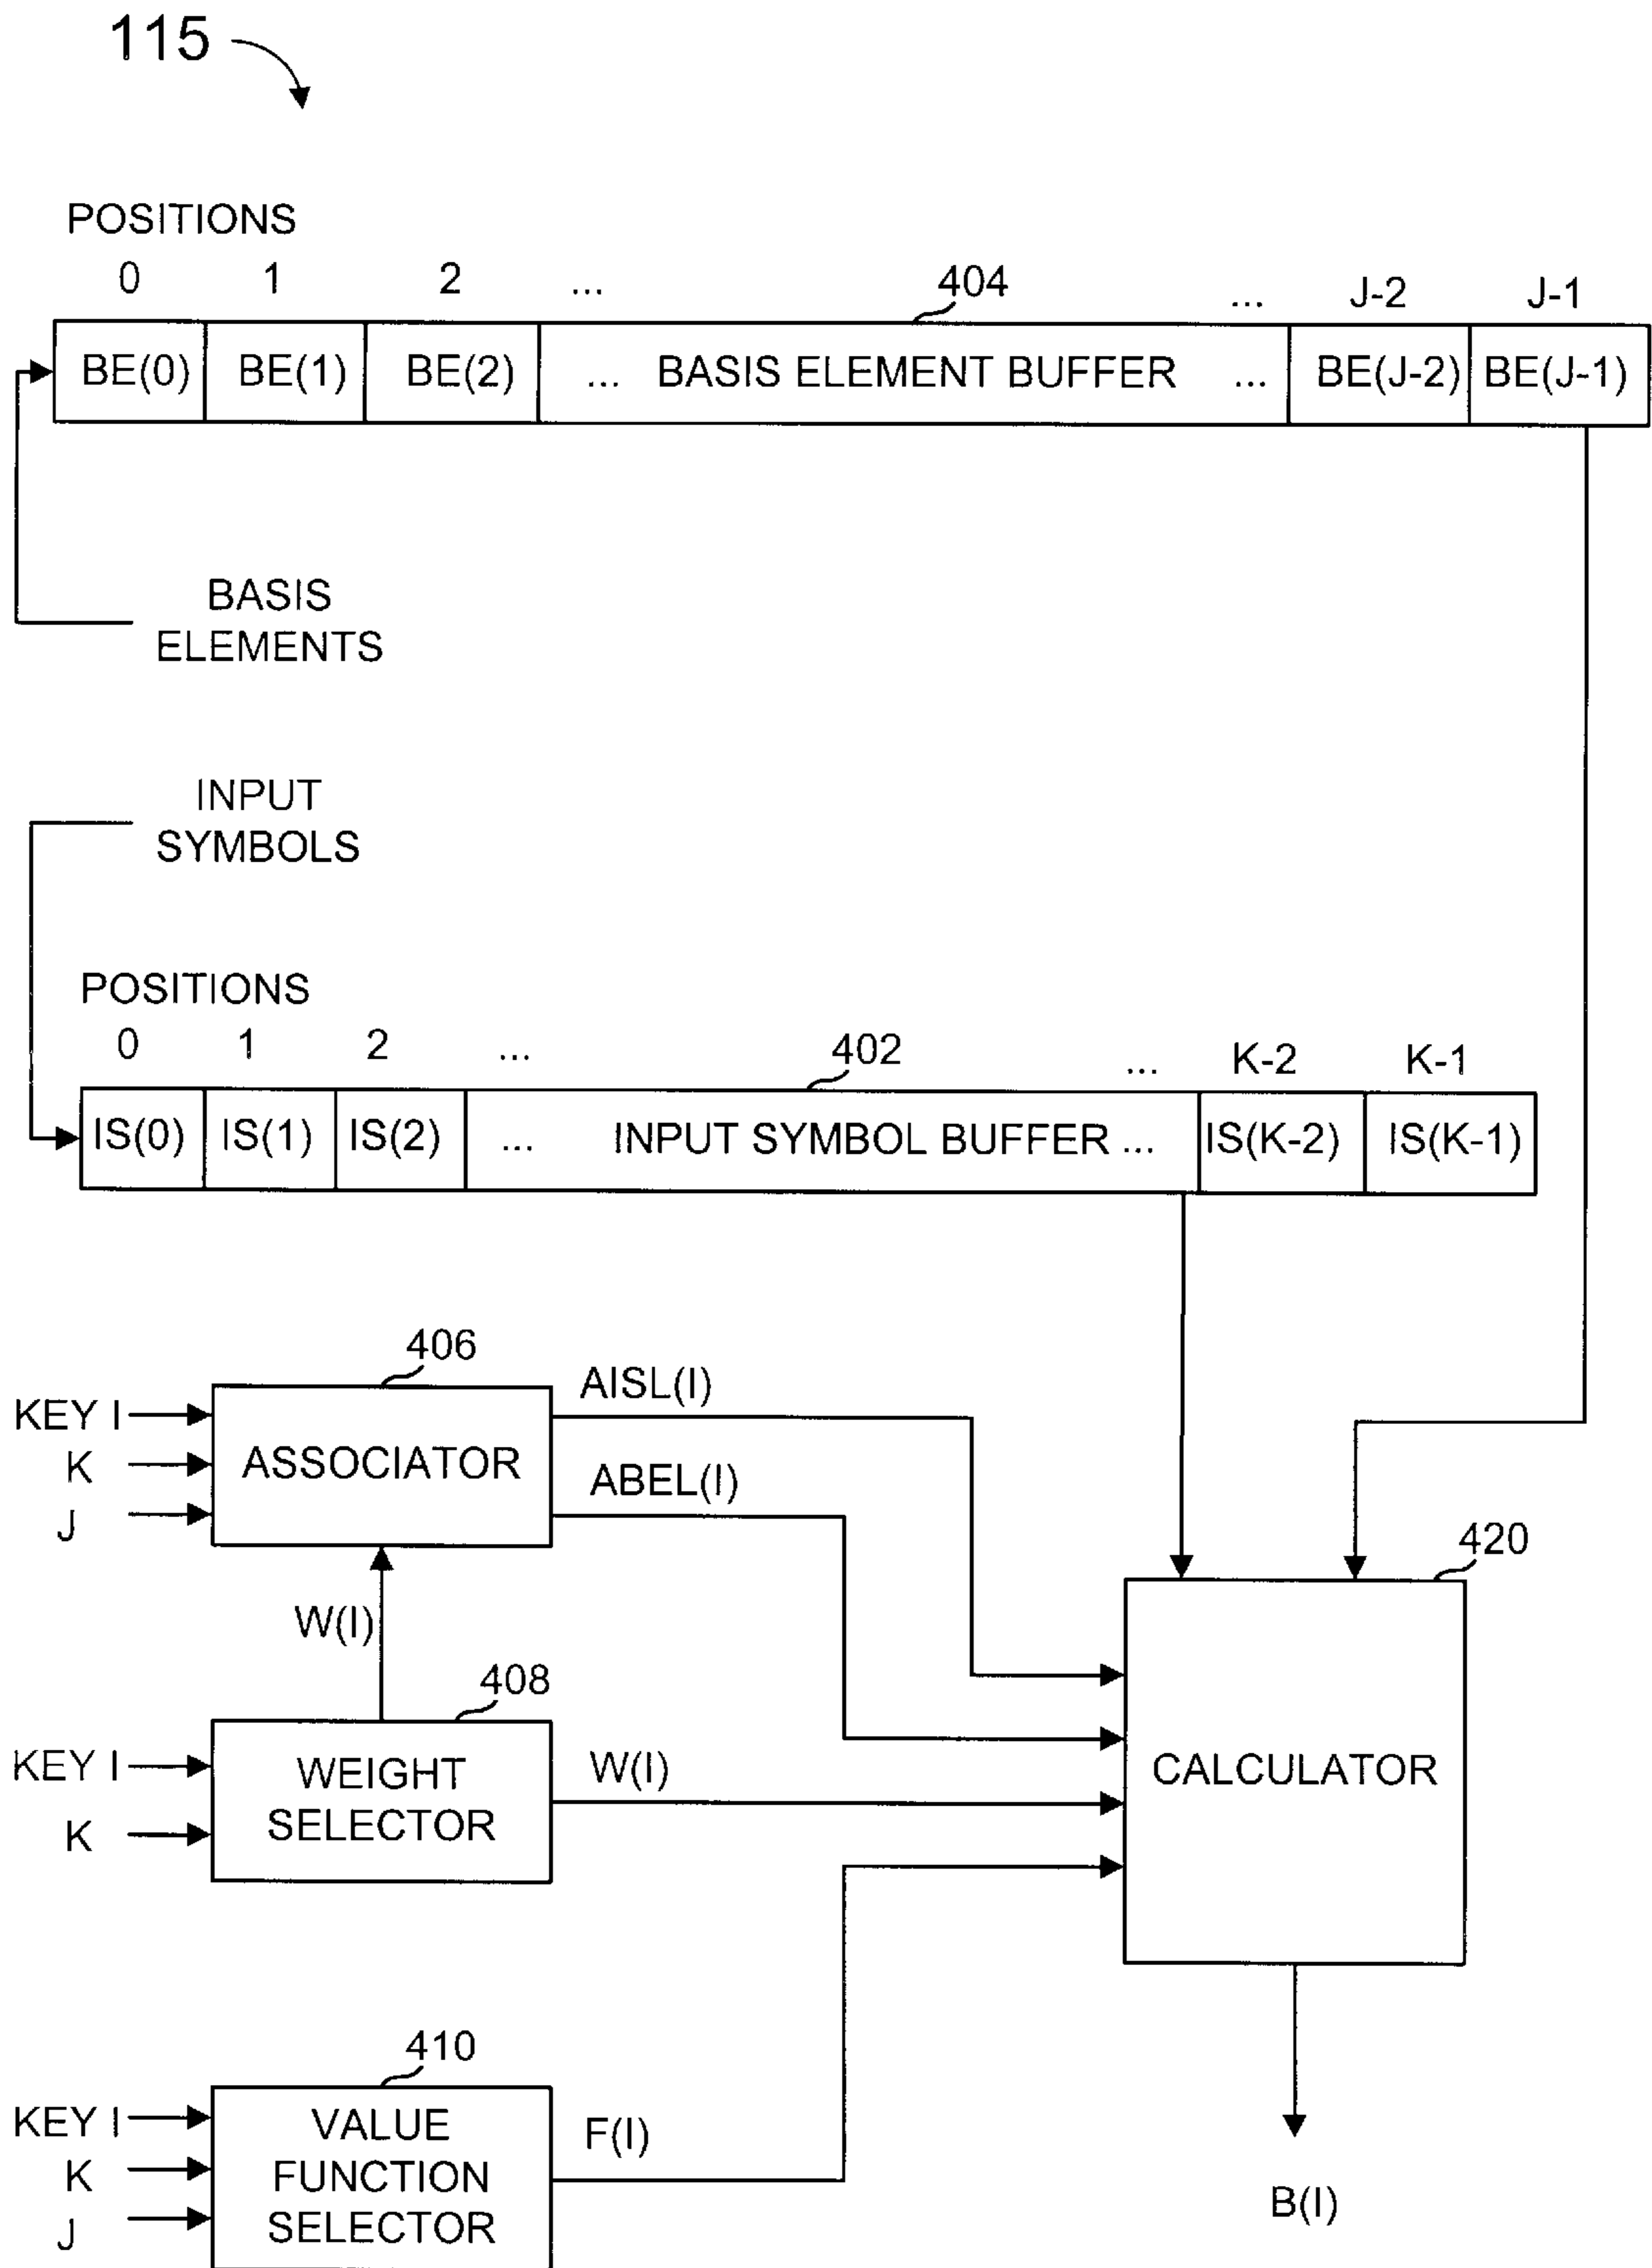 115
POSITIONS
0 1 2 ... 404 ... J-2 J-1
BE(0) BE(1) BE(2) ... BASIS ELEMENT BUFFER ... BE(J-2) BE(J-1)
BASIS
ELEMENTS
INPUT
SYMBOLS
POSITIONS
0 1 2 ... 402 ... K-2 K-1
IS(0) IS(1) IS(2) ... INPUT SYMBOL BUFFER ... IS(K-2) IS(K-1)
406
KEY I
K
J
ASSOCIATOR
AISL(I)
ABEL(I)
W(I)
408
KEY I
K
WEIGHT
SELECTOR
W(I)
420
CALCULATOR
410
KEY I
K
J
VALUE
FUNCTION
SELECTOR
F(I)
B(I)